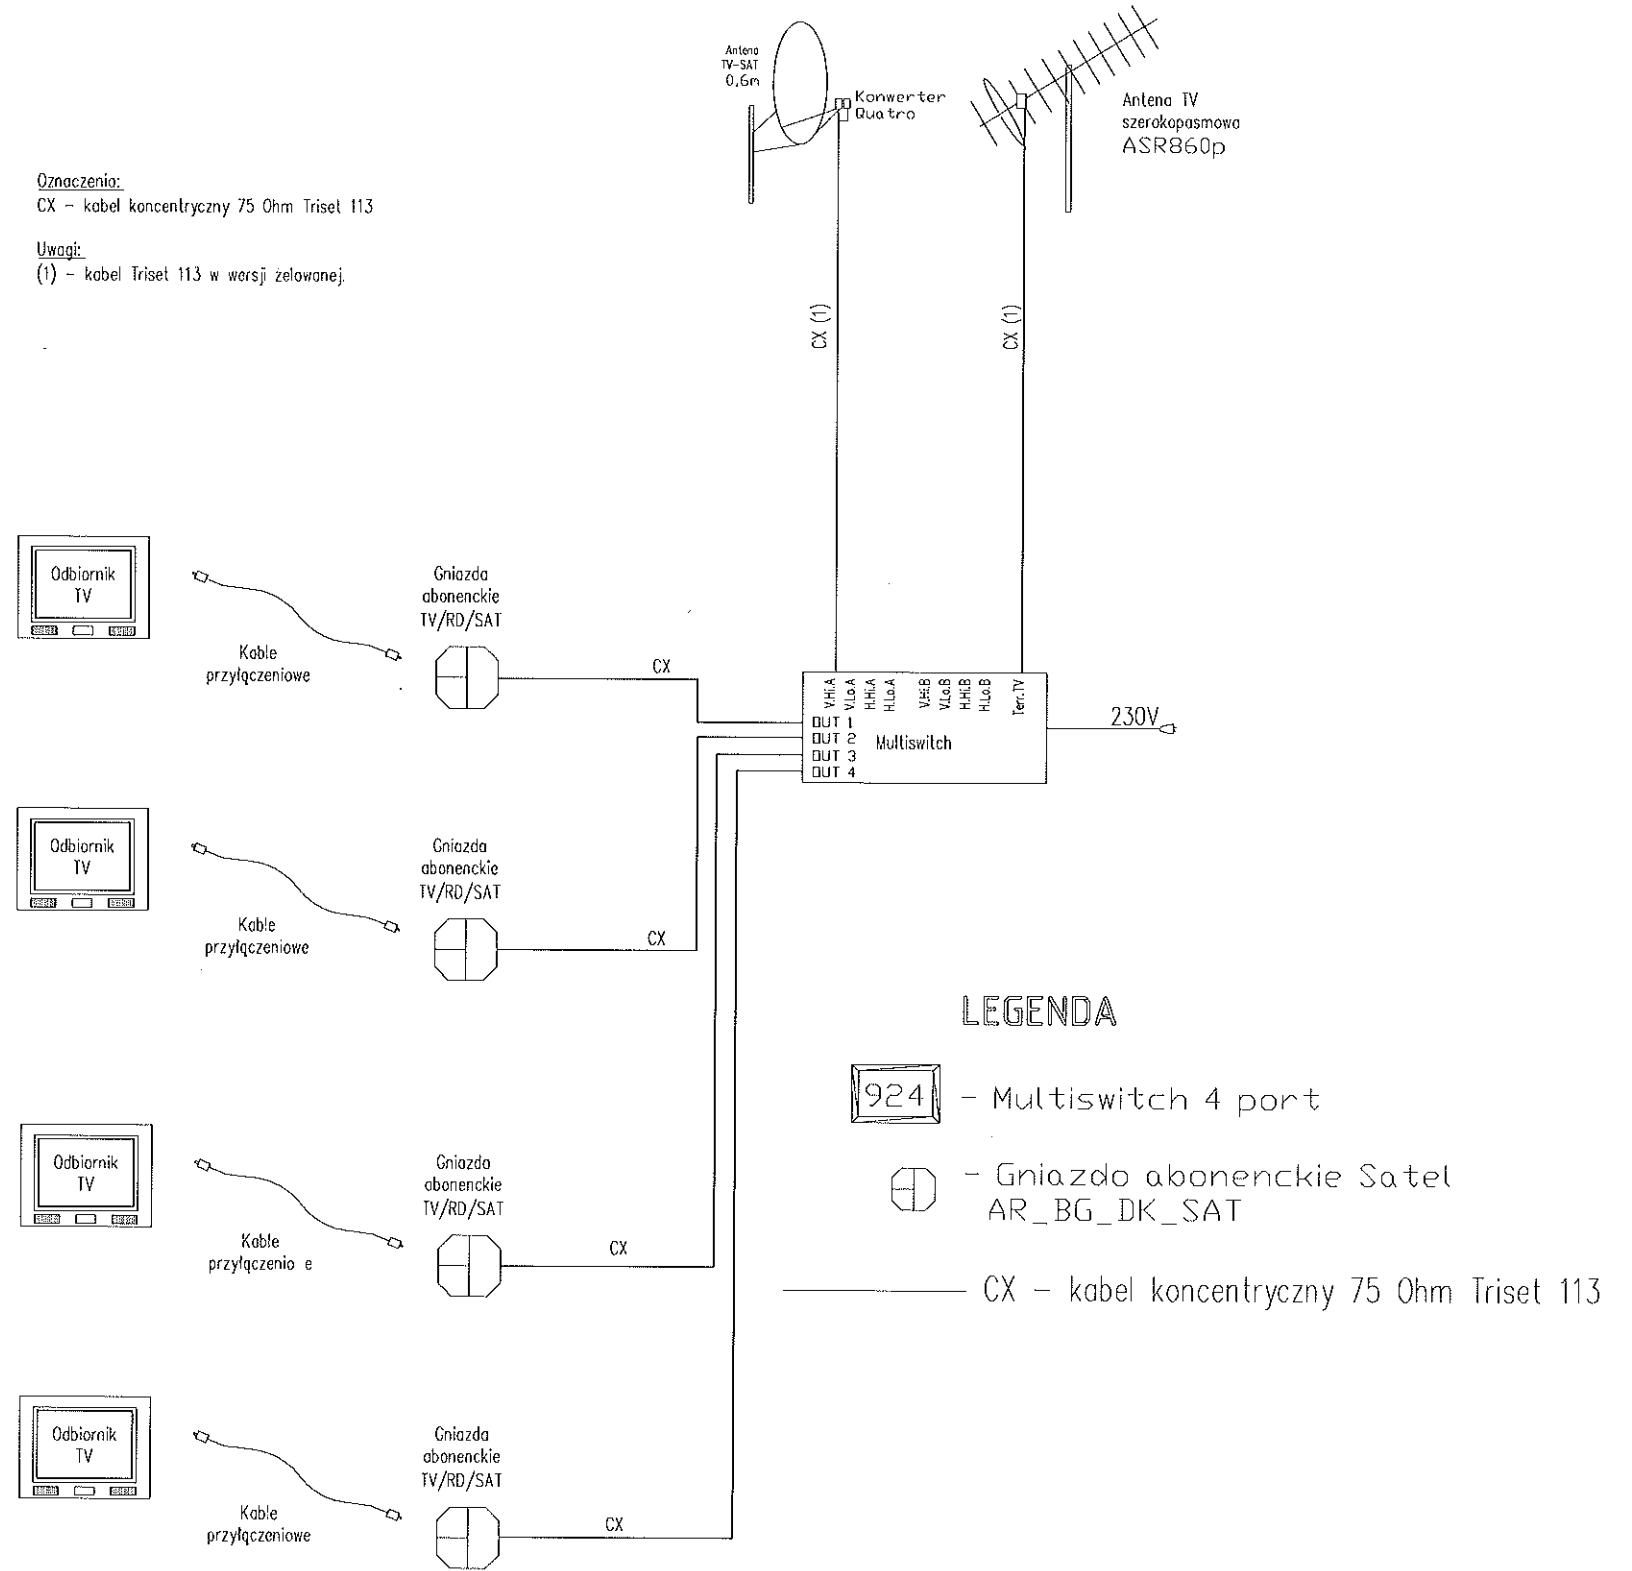 Antena
TV-SAT
0,6m
Konwerter
Quatro
Antena TV
szerokopasmowa
ASR860p
Oznaczenia:
CX – kabel koncentryczny 75 Ohm Triset 113
Uwagi:
(1) – kabel Triset 113 w wersji żelowanej.
CX (1)
CX (1)
Odbiornik
TV
Kable
przyłączeniowe
Gniazda
abonenckie
TV/RD/SAT
CX
V.Hi.A
V.Lo.A
H.Hi.A
H.Lo.A
V.Hi.B
V.Lo.B
H.Hi.B
H.Lo.B
Terr.TV
OUT 1
OUT 2
OUT 3
OUT 4
Multiswitch
230V
Odbiornik
TV
Kable
przyłączeniowe
Gniazda
abonenckie
TV/RD/SAT
CX
LEGENDA
924 – Multiswitch 4 port
– Gniazdo abonenckie Satel
AR_BG_DK_SAT
CX – kabel koncentryczny 75 Ohm Triset 113
Odbiornik
TV
Kable
przyłączenio e
Gniazda
abonenckie
TV/RD/SAT
CX
Odbiornik
TV
Kable
przyłączeniowe
Gniazda
abonenckie
TV/RD/SAT
CX